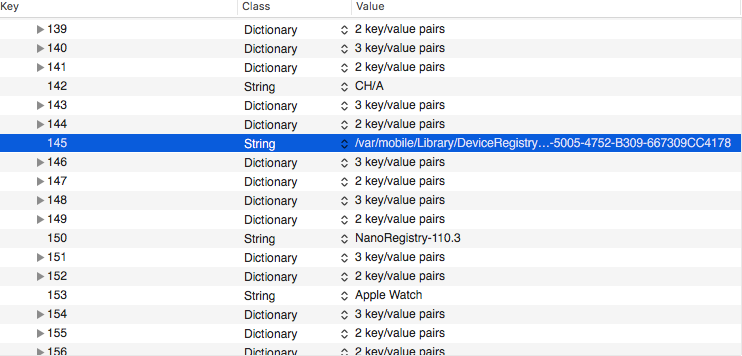 Key Class Value
139 Dictionary 2 key/value pairs
140 Dictionary 3 key/value pairs
141 Dictionary 2 key/value pairs
142 String CH/A
143 Dictionary 3 key/value pairs
144 Dictionary 2 key/value pairs
145 String /var/mobile/Library/DeviceRegistry...-5005-4752-B309-667309CC4178
146 Dictionary 3 key/value pairs
147 Dictionary 2 key/value pairs
148 Dictionary 3 key/value pairs
149 Dictionary 2 key/value pairs
150 String NanoRegistry-110.3
151 Dictionary 3 key/value pairs
152 Dictionary 2 key/value pairs
153 String Apple Watch
154 Dictionary 3 key/value pairs
155 Dictionary 2 key/value pairs
156 Dictionary 2 key/value pairs